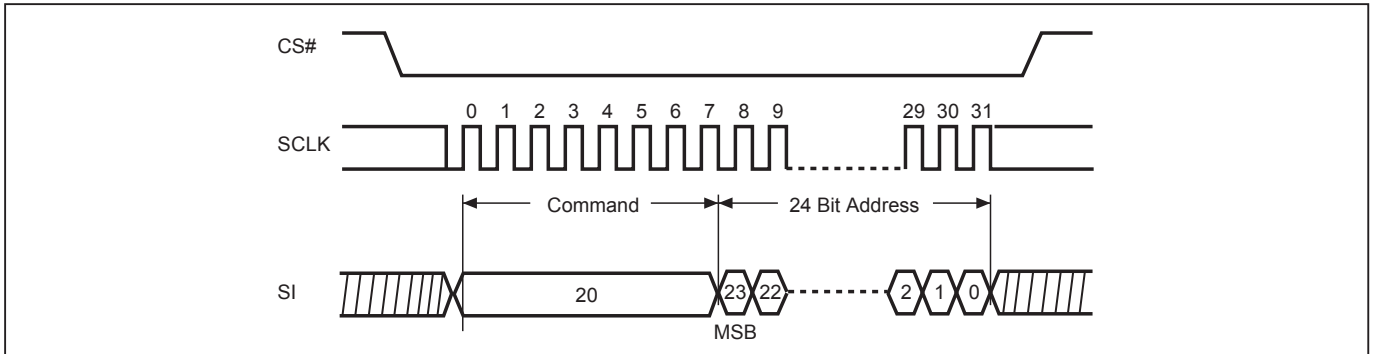 CS#
0 1 2 3 4 5 6 7 8 9 29 30 31
SCLK
Command 24 Bit Address
SI 20 23 22 2 1 0
MSB